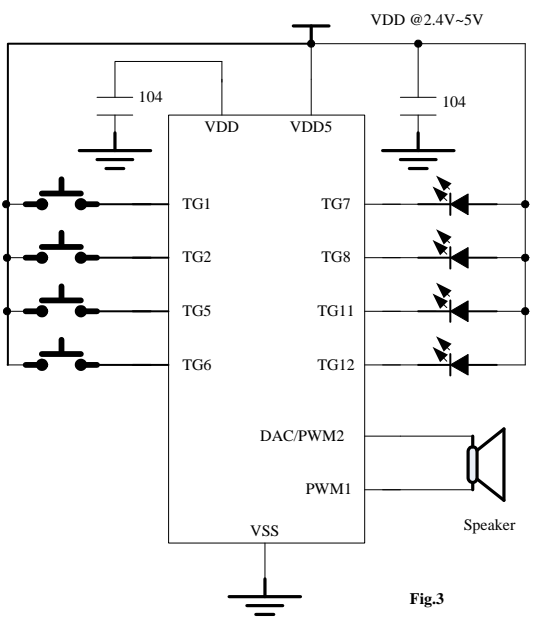 VDD @2.4V~5V
104
104
VDD
VDD5
TG1
TG7
TG2
TG8
TG5
TG11
TG6
TG12
DAC/PWM2
PWM1
Speaker
VSS
Fig.3